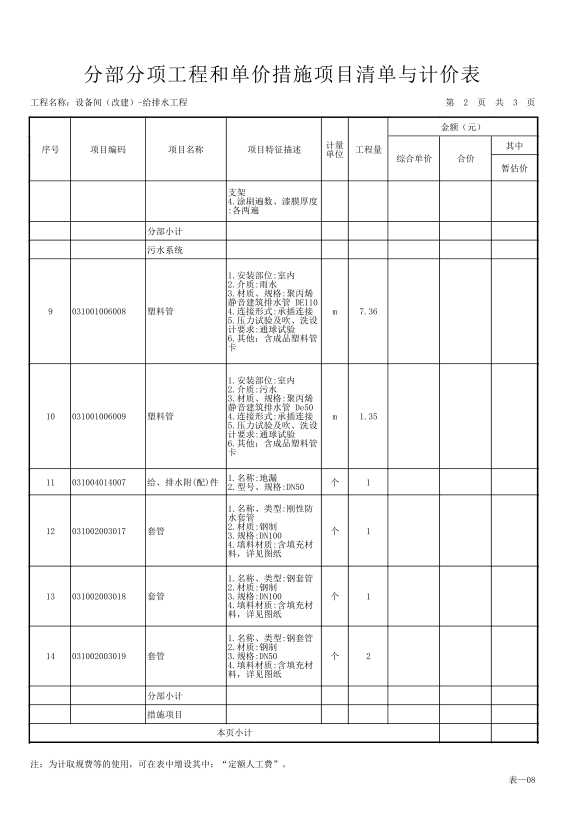 分部分项工程和单价措施项目清单与计价表
工程名称：设备间（改建）-给排水工程 第 2 页 共 3 页
序号 项目编码 项目名称 项目特征描述 计量单位 工程量 金额（元）
综合单价 合价 其中
暂估价
支架
4.涂刷遍数、漆膜厚度
:各两遍
分部小计
污水系统
9 031001006008 塑料管 m 7.36
1.安装部位:室内
2.介质:雨水
3.材质、规格:聚丙烯
静音建筑排水管 DE110
4.连接形式:承插连接
5.压力试验及吹、洗设
计要求:通球试验
6.其他: 含成品塑料管
卡
10 031001006009 塑料管 m 1.35
1.安装部位:室内
2.介质:污水
3.材质、规格:聚丙烯
静音建筑排水管 De50
4.连接形式:承插连接
5.压力试验及吹、洗设
计要求:通球试验
6.其他: 含成品塑料管
卡
11 031004014007 给、排水附(配)件 个 1
1.名称:地漏
2.型号、规格:DN50
12 031002003017 套管 个 1
1.名称、类型:刚性防
水套管
2.材质:钢制
3.规格:DN100
4.填料材质:含填充材
料，详见图纸
13 031002003018 套管 个 1
1.名称、类型:钢套管
2.材质:钢制
3.规格:DN100
4.填料材质:含填充材
料，详见图纸
14 031002003019 套管 个 2
1.名称、类型:钢套管
2.材质:钢制
3.规格:DN50
4.填料材质:含填充材
料，详见图纸
分部小计
措施项目
本页小计
注：为计取规费等的使用，可在表中增设其中：“定额人工费”。
表—08